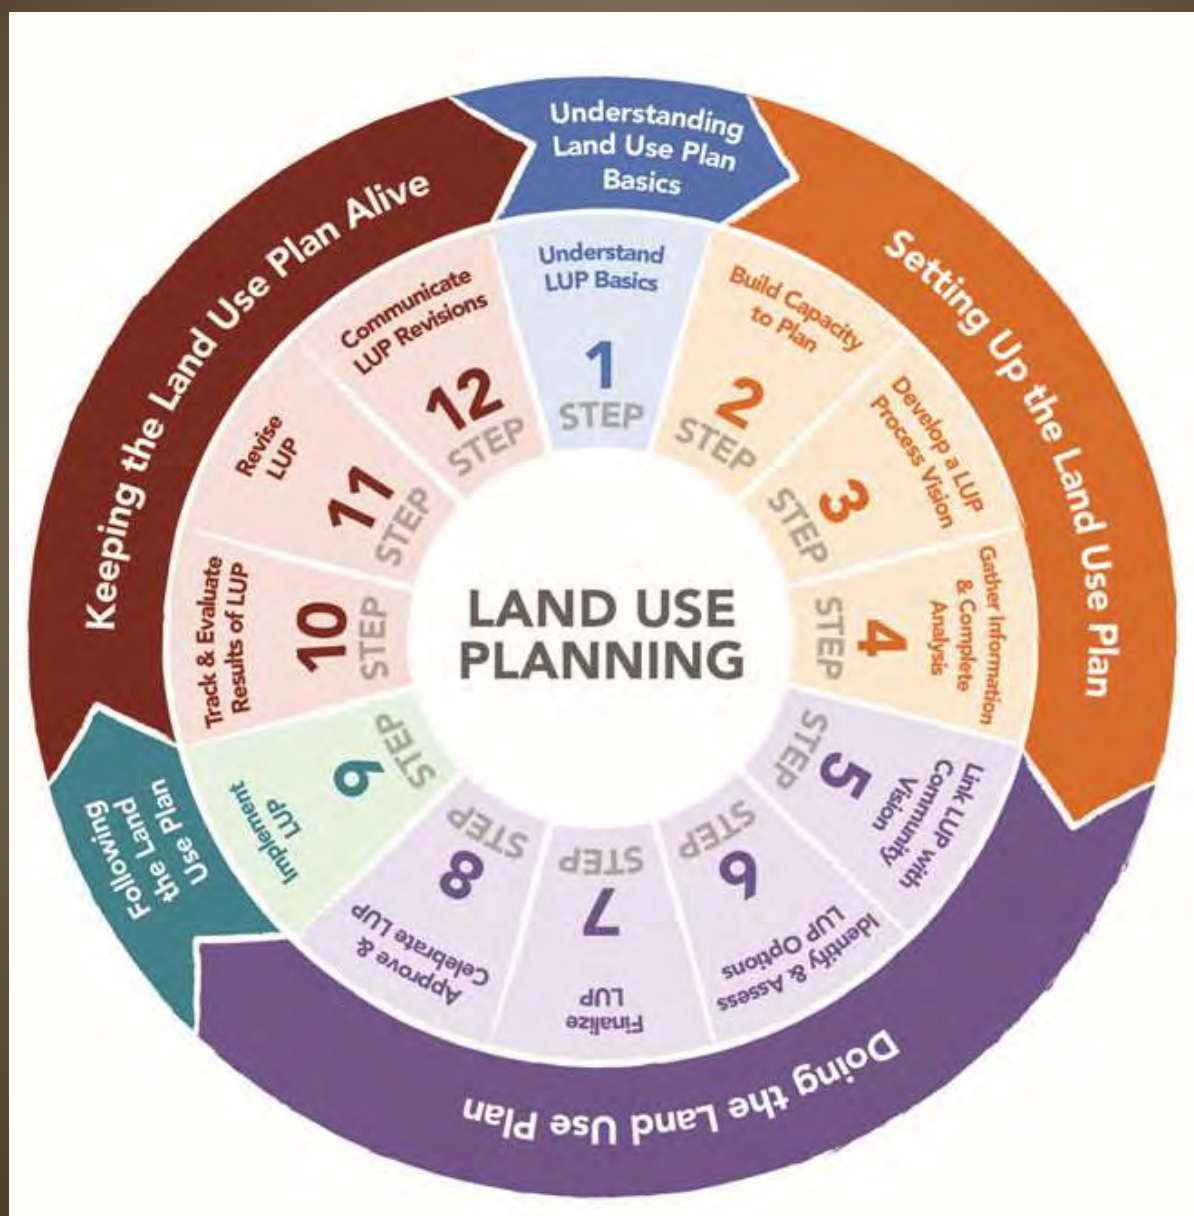 LAND USE
PLANNING
Understanding
Land Use Plan
Basics
Understand
LUP Basics
1
STEP
Setting Up the Land Use Plan
Build Capacity
to Plan
2
STEP
Develop a LUP
Process Vision
3
STEP
Gather Information
& Complete
Analysis
4
STEP
Doing the Land Use Plan
Link LUP with
Community
Vision
5
STEP
Identify & Assess
LUP Options
6
STEP
Finalize
LUP
7
STEP
Approve &
Celebrate LUP
8
STEP
Following
the Land
Use Plan
Implement
LUP
9
STEP
Keeping the Land Use Plan Alive
Track & Evaluate
Results of LUP
10
STEP
Revise
LUP
11
STEP
Communicate
LUP Revisions
12
STEP